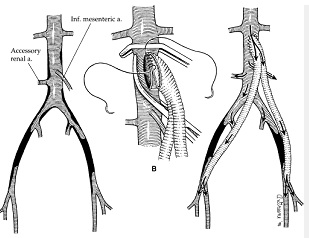 Inf. mesenteric a.
Accessory
renal a.
B